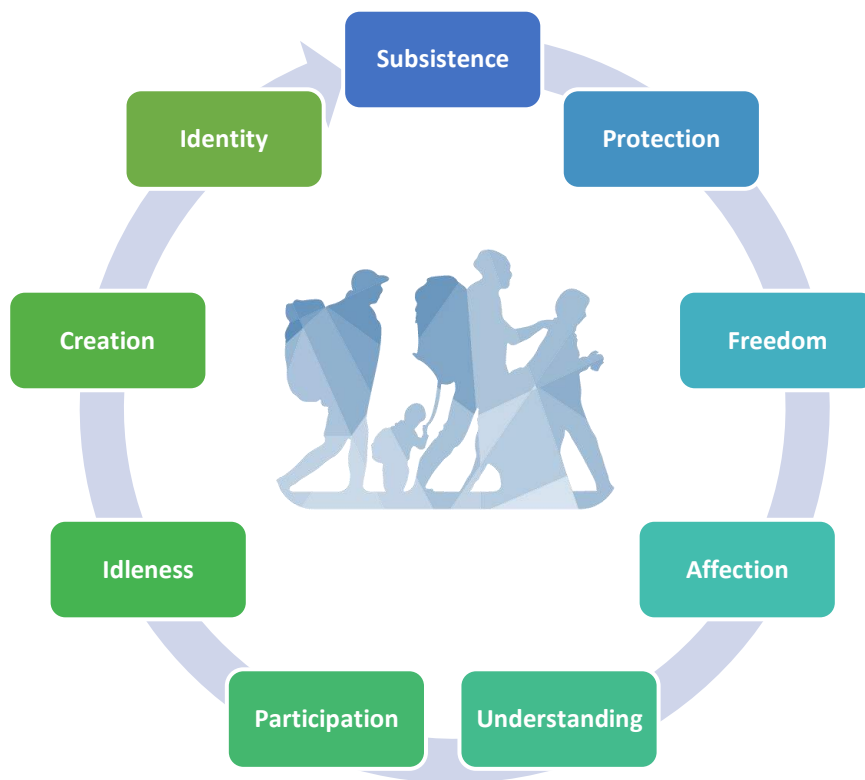 Subsistence
Protection
Freedom
Affection
Understanding
Participation
Idleness
Creation
Identity